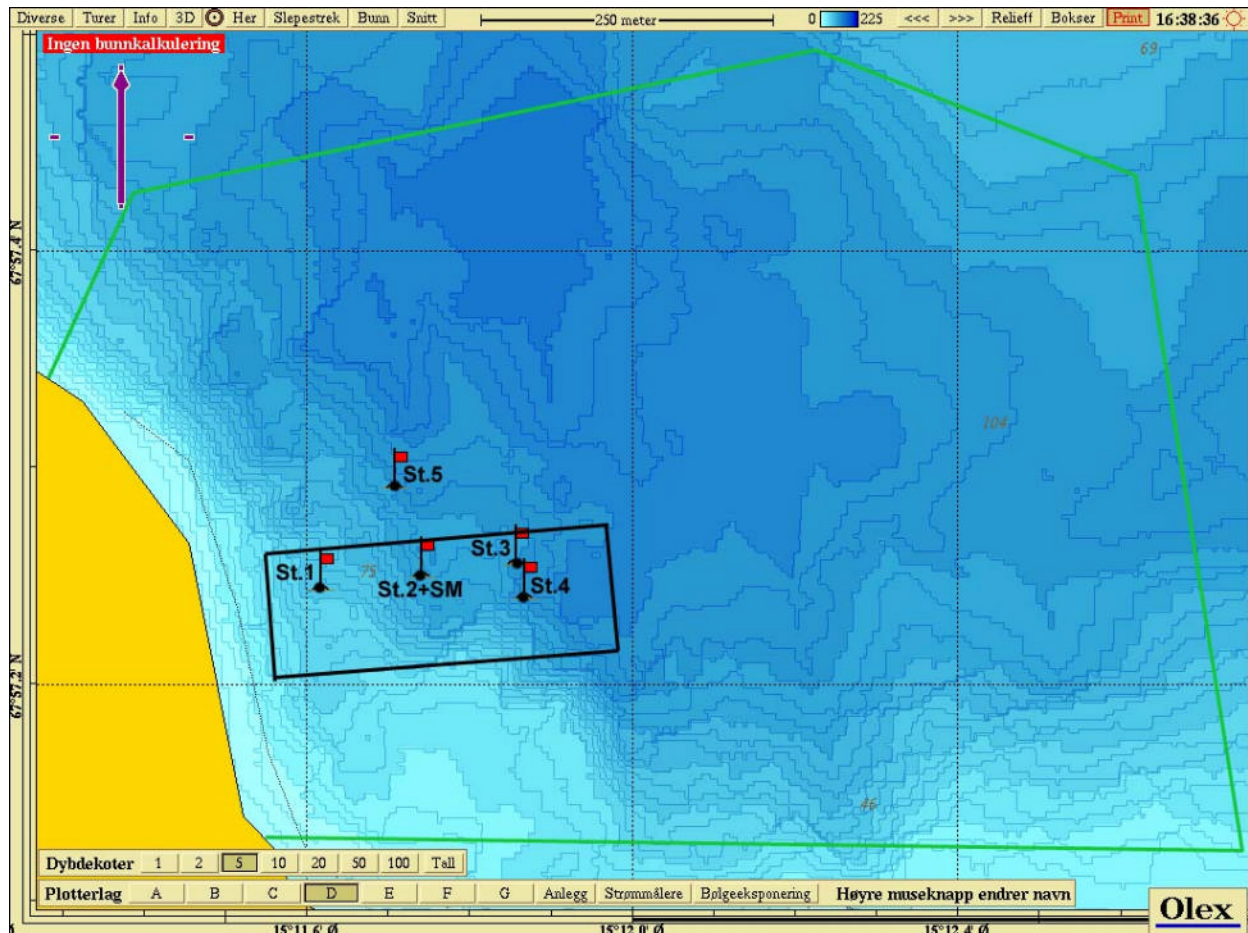 Diverse Turer Info 3D Her Slepestrek Bunn Snitt 250 meter 0 225 <<< >>> Relieff Bokser Print 16:38:36
Ingen bunnkalkulering
69
67°57.4' N
104
St.5
St.3
St.1
75
St.2+SM
St.4
67°57.2' N
46
Dybdekoter 1 2 5 10 20 50 100 Tall
Plotterlag A B C D E F G Anlegg Strømmålere Bølgeeksponering Høyre museknapp endrer navn
Olex
15°11.6' Ø 15°12.0' Ø 15°12.4' Ø